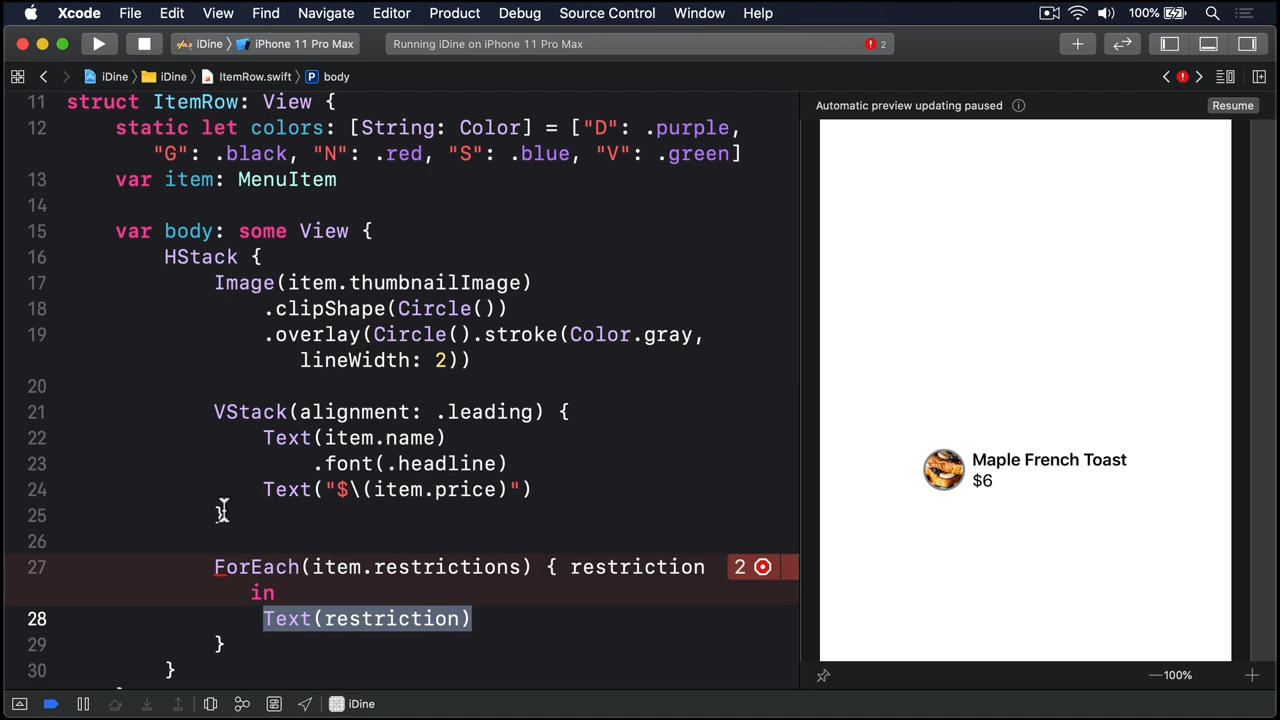 Xcode File Edit View Find Navigate Editor Product Debug Source Control Window Help 100%
iDine iPhone 11 Pro Max Running iDine on iPhone 11 Pro Max 2
iDine iDine ItemRow.swift P body
Automatic preview updating paused Resume
11 struct ItemRow: View {
12 static let colors: [String: Color] = ["D": .purple,
"G": .black, "N": .red, "S": .blue, "V": .green]
13 var item: MenuItem
14
15 var body: some View {
16 HStack {
17 Image(item.thumbnailImage)
18 .clipShape(Circle())
19 .overlay(Circle().stroke(Color.gray,
lineWidth: 2))
20
21 VStack(alignment: .leading) {
22 Text(item.name)
23 .font(.headline)
24 Text("$\(item.price)")
25 }
26
27 ForEach(item.restrictions) { restriction 2
in
28 Text(restriction)
29 }
30 }
Maple French Toast
$6
100%
iDine